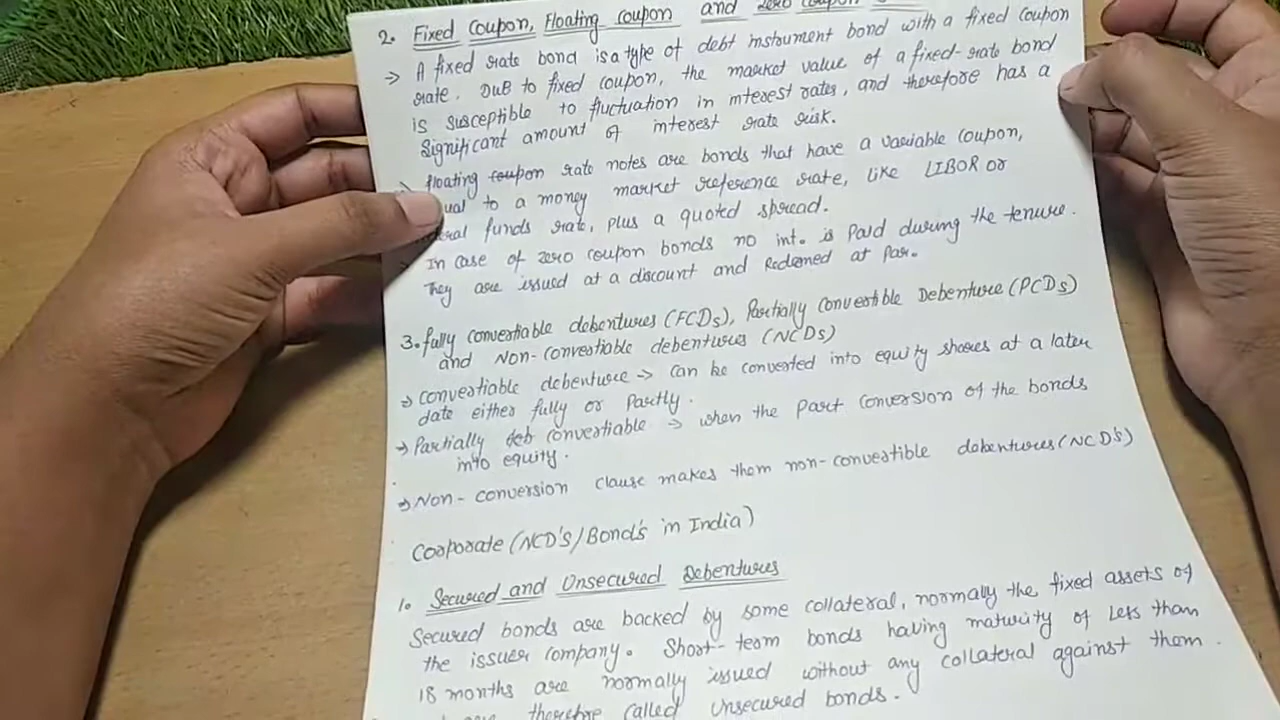 2. Fixed Coupon, Floating coupon and zero coupon
→ A fixed rate bond is a type of debt instrument bond with a fixed coupon
rate. Due to fixed coupon, the market value of a fixed-rate bond
is susceptible to fluctuation in interest rates, and therefore has a
Significant amount of interest rate risk.
floating coupon rate notes are bonds that have a variable coupon,
to a money market reference rate, like LIBOR or
funds rate, plus a quoted spread.
In case of zero coupon bonds no int. is paid during the tenure.
They are issued at a discount and Redemed at par.
3. fully convertiable debentures (FCDs), Partially convertible Debenture (PCDs)
and Non-convertiable debentures (NCDs)
→ convertiable debenture → can be converted into equity shares at a later
date either fully or partly.
→ Partially deb convertiable → when the part conversion of the bonds
into equity.
→ Non-conversion clause makes them non-convertible debentures (NCD's)
Corporate (NCD's/Bond's in India)
1. Secured and Unsecured Debentures
Secured bonds are backed by some collateral, normally the fixed assets of
the issuer company. Short-term bonds having maturity of Less than
18 months are normally issued without any collateral against them.
therefore called Unsecured bonds.